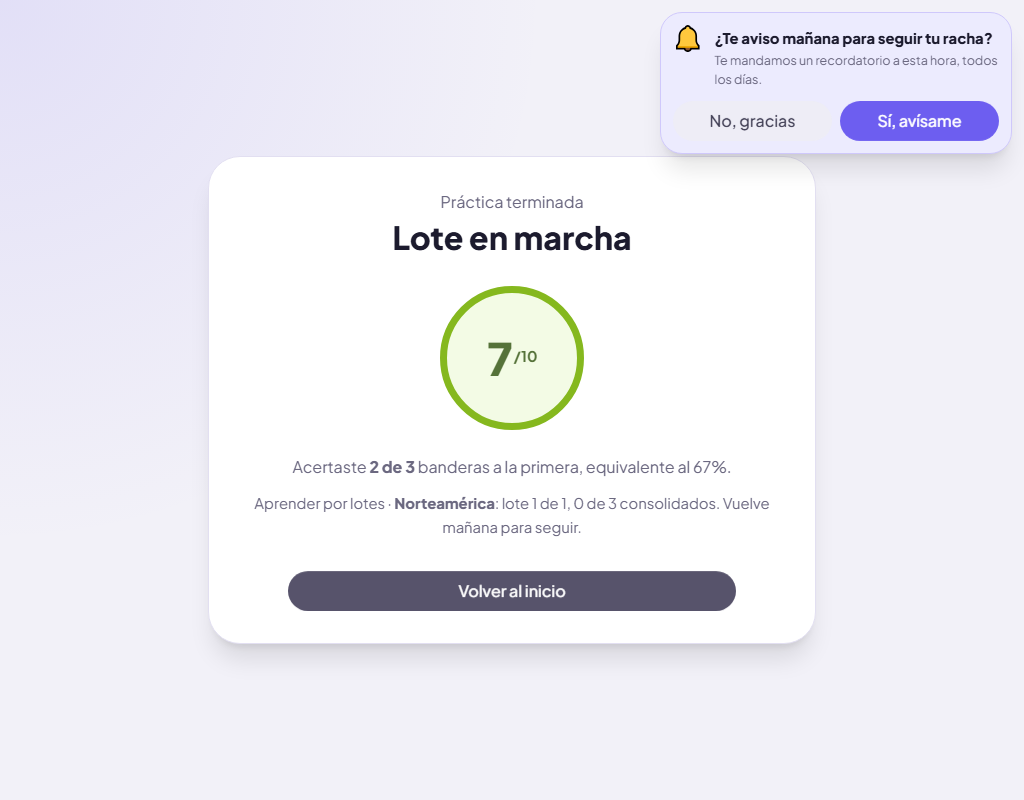 ¿Te aviso mañana para seguir tu racha?
Te mandamos un recordatorio a esta hora, todos
los días.
No, gracias
Sí, avísame
Práctica terminada
Lote en marcha
7/10
Acertaste 2 de 3 banderas a la primera, equivalente al 67%.
Aprender por lotes · Norteamérica: lote 1 de 1, 0 de 3 consolidados. Vuelve
mañana para seguir.
Volver al inicio